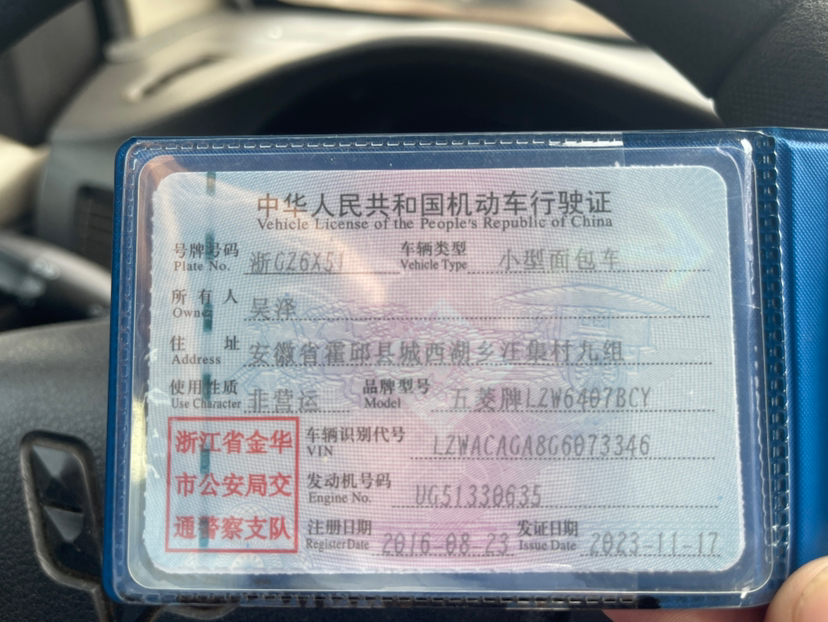 中华人民共和国机动车行驶证
Vehicle License of the People's Republic of China
号牌号码 浙GZ6X51 车辆类型 小型面包车
Plate No. Vehicle Type
所有人 吴泽
Owner
住址 安徽省霍邱县城西湖乡汪集村九组
Address
使用性质 非营运 品牌型号 五菱牌LZW6407BCY
Use Character Model
浙江省金华
市公安局交
通警察支队
车辆识别代号 LZWACAGA8G6073346
VIN
发动机号码 UG51330635
Engine No.
注册日期 2016-08-23 发证日期 2023-11-17
Register Date Issue Date